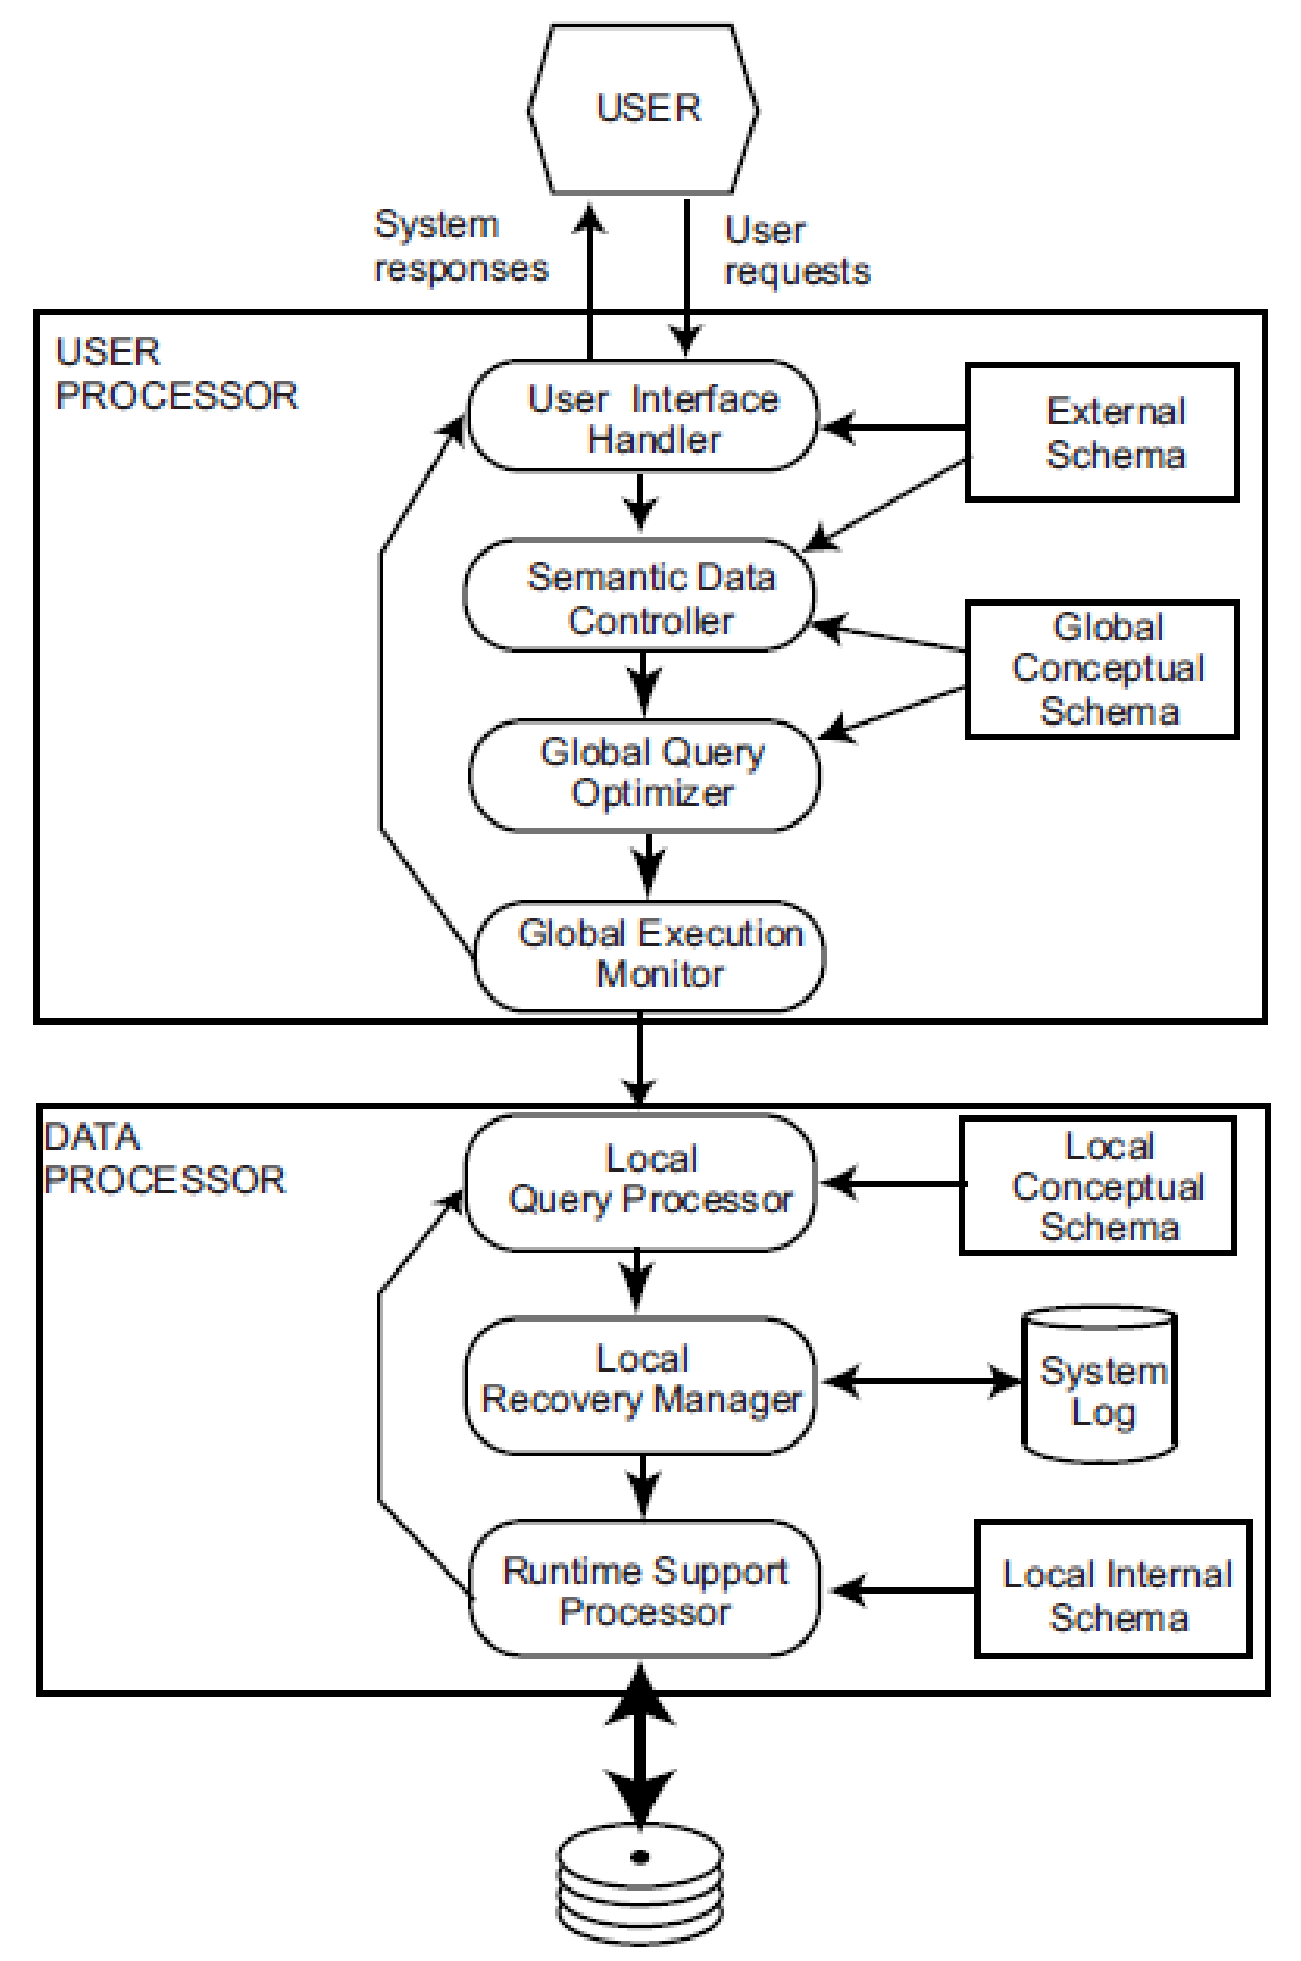 USER
System
responses
User
requests
USER
PROCESSOR
User Interface
Handler
External
Schema
Semantic Data
Controller
Global
Conceptual
Schema
Global Query
Optimizer
Global Execution
Monitor
DATA
PROCESSOR
Local
Query Processor
Local
Conceptual
Schema
Local
Recovery Manager
System
Log
Runtime Support
Processor
Local Internal
Schema